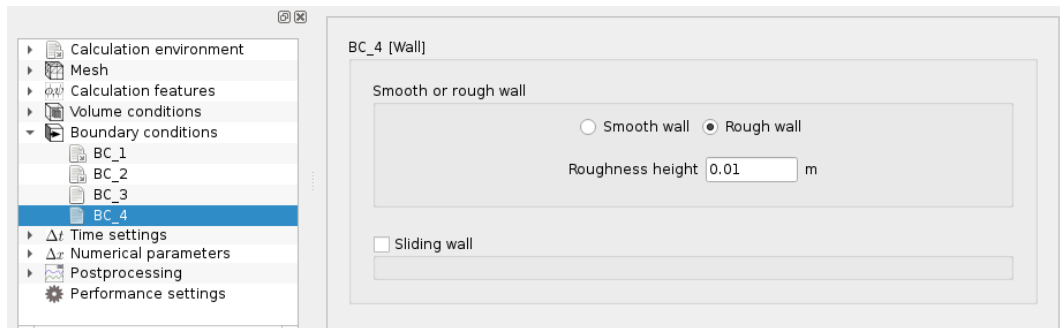 Calculation environment
Mesh
Calculation features
Volume conditions
Boundary conditions
BC_1
BC_2
BC_3
BC_4
Δt Time settings
Δx Numerical parameters
Postprocessing
Performance settings
BC_4 [Wall]
Smooth or rough wall
Smooth wall Rough wall
Roughness height 0.01 m
Sliding wall